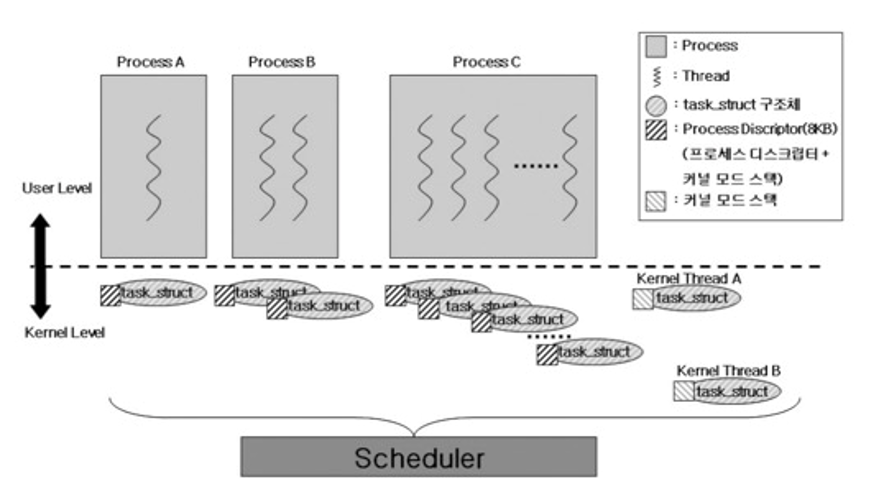 Process A
Process B
Process C
: Process
: Thread
: task_struct 구조체
: Process Discriptor(8KB)
(프로세스 디스크립터 +
커널 모드 스택)
: 커널 모드 스택
User Level
Kernel Level
task_struct
task_struct
task_struct
task_struct
task_struct
task_struct
......
task_struct
Kernel Thread A
task_struct
Kernel Thread B
task_struct
Scheduler